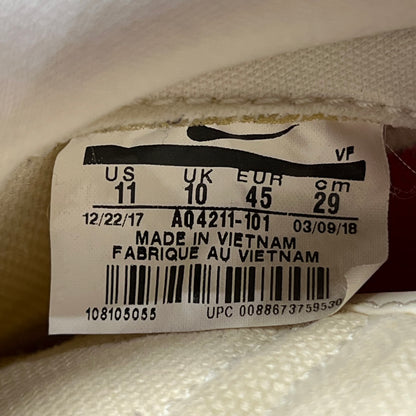 VF
US UK EUR cm
11 10 45 29
12/22/17 AQ4211-101 03/09/18
MADE IN VIETNAM
FABRIQUE AU VIETNAM
108105055 UPC 00886737595390